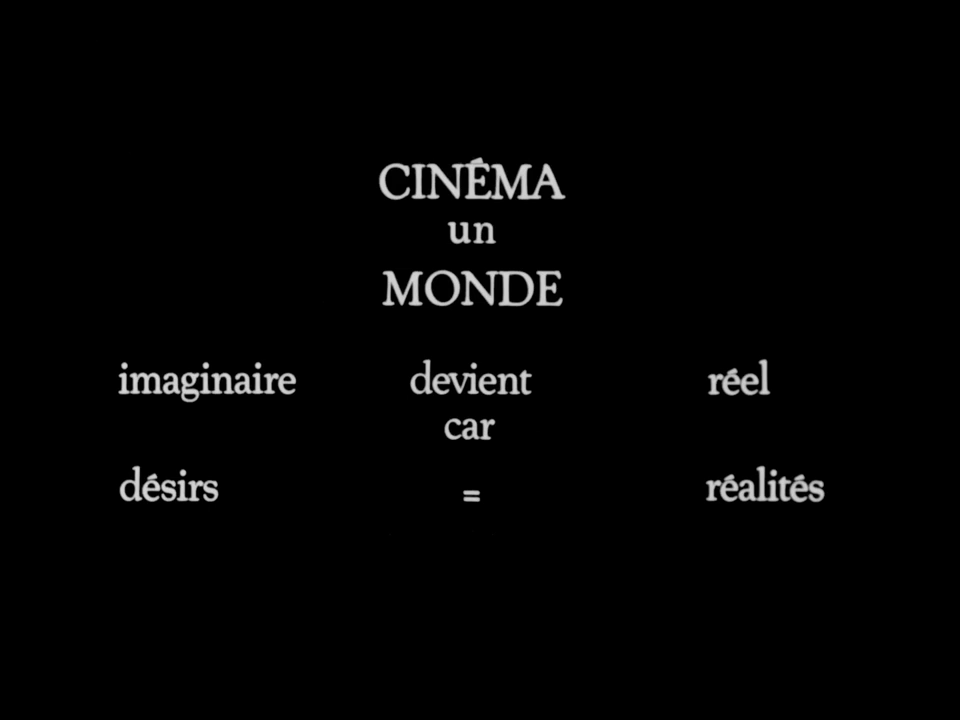 CINÉMA
un
MONDE
imaginaire devient réel
car
désirs = réalités